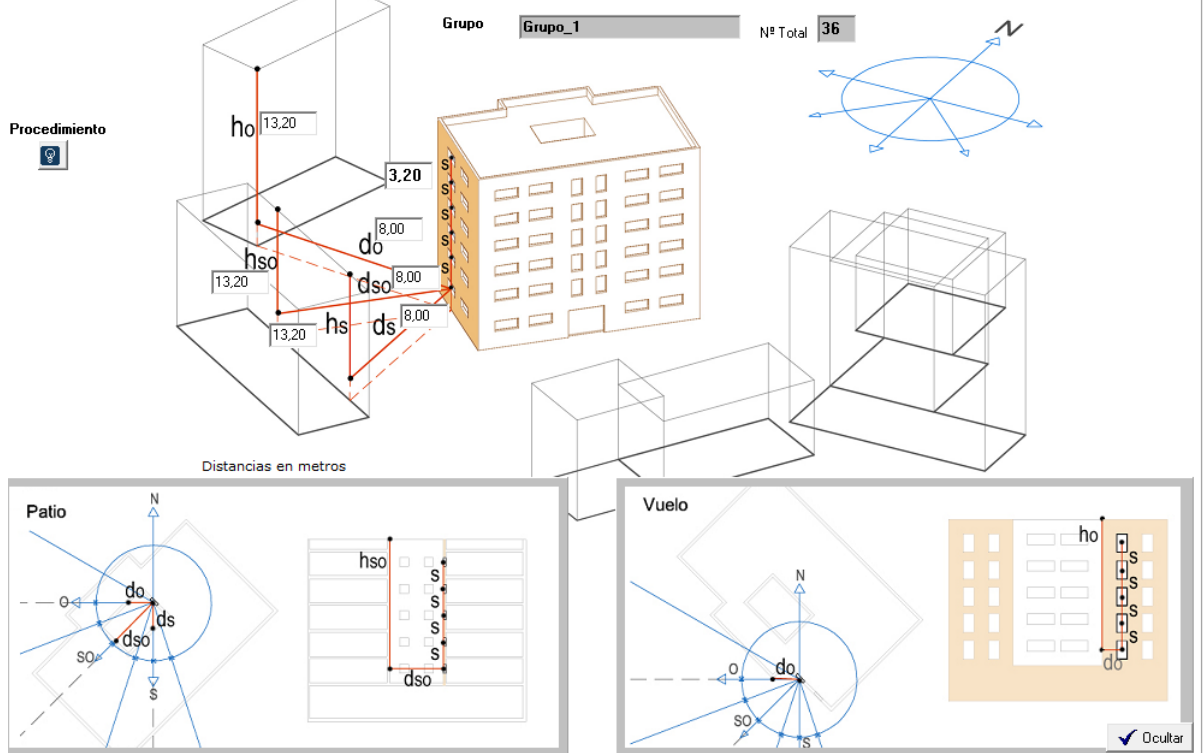 Grupo Grupo_1 Nº Total 36
N
Procedimiento
ho 13,20
3,20
s
s
s
s
s
do 8,00
hso 13,20
dso 8,00
hs 13,20
ds 8,00
Distancias en metros
Patio
N
O
do
ds
dso
SO
S
hso
s
s
s
s
dso
Vuelo
N
O
do
SO
S
ho
s
s
s
s
do
Ocultar